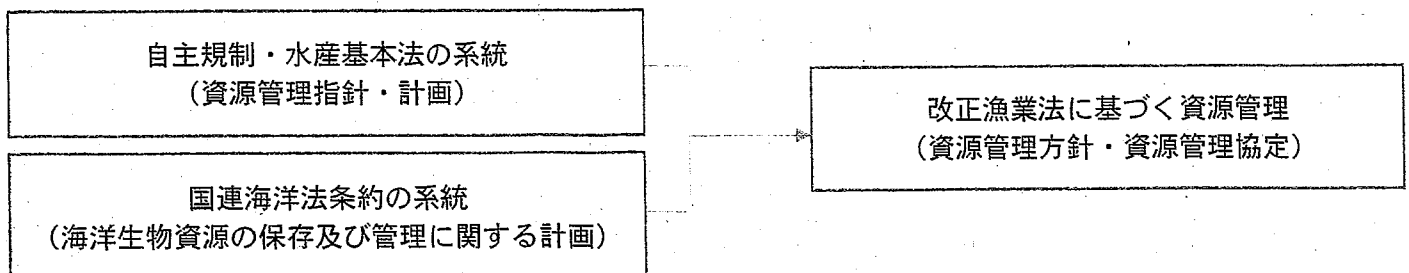 自主規制・水産基本法の系統
（資源管理指針・計画）
国連海洋法条約の系統
（海洋生物資源の保存及び管理に関する計画）
改正漁業法に基づく資源管理
（資源管理方針・資源管理協定）